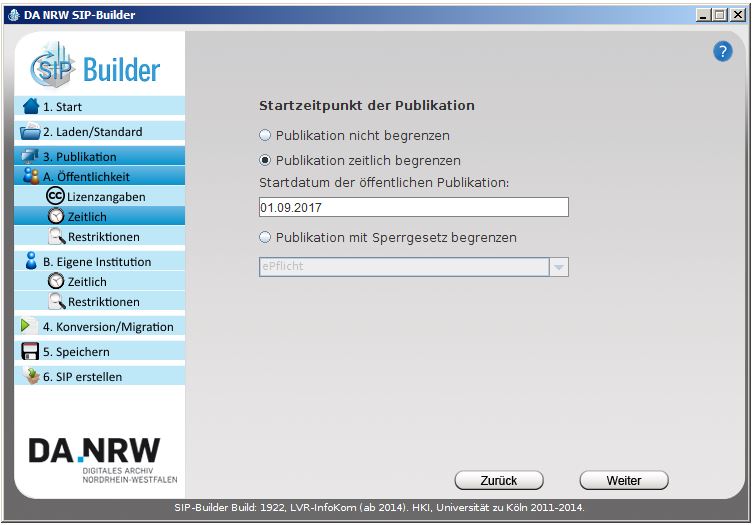 DA NRW SIP-Builder
SIP Builder
1. Start
2. Laden/Standard
3. Publikation
A. Öffentlichkeit
cc Lizenzangaben
Zeitlich
Restriktionen
B. Eigene Institution
Zeitlich
Restriktionen
4. Konversion/Migration
5. Speichern
6. SIP erstellen
DA.NRW
DIGITALES ARCHIV
NORDRHEIN-WESTFALEN
?
Startzeitpunkt der Publikation
Publikation nicht begrenzen
Publikation zeitlich begrenzen
Startdatum der öffentlichen Publikation:
01.09.2017
Publikation mit Sperrgesetz begrenzen
ePflicht
Zurück
Weiter
SIP-Builder Build: 1922, LVR-InfoKom (ab 2014). HKI, Universität zu Köln 2011-2014.